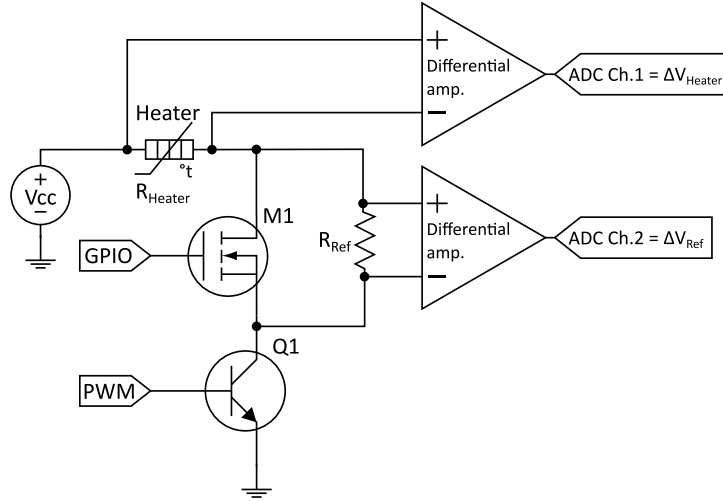 +
Differential
amp.
−
ADC Ch.1 = ΔV_Heater
Heater
°t
R_Heater
+
Vcc
−
M1
GPIO
R_Ref
+
Differential
amp.
−
ADC Ch.2 = ΔV_Ref
Q1
PWM